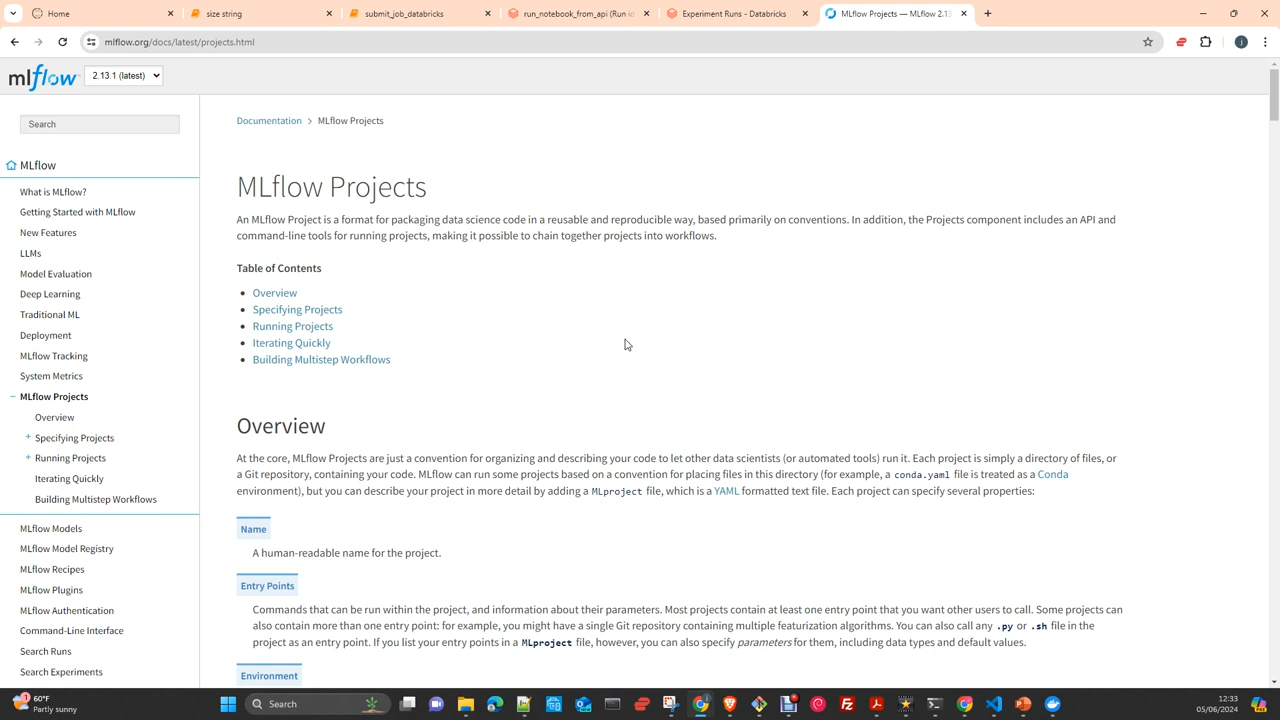 Home
size string
submit_job_databricks
run_notebook_from_api (Run id
Experiment Runs - Databricks
MLflow Projects — MLflow 2.13
mlflow.org/docs/latest/projects.html
mlflow
2.13.1 (latest)
Search
MLflow
What is MLflow?
Getting Started with MLflow
New Features
LLMs
Model Evaluation
Deep Learning
Traditional ML
Deployment
MLflow Tracking
System Metrics
MLflow Projects
Overview
Specifying Projects
Running Projects
Iterating Quickly
Building Multistep Workflows
MLflow Models
MLflow Model Registry
MLflow Recipes
MLflow Plugins
MLflow Authentication
Command-Line Interface
Search Runs
Search Experiments
Documentation > MLflow Projects
MLflow Projects
An MLflow Project is a format for packaging data science code in a reusable and reproducible way, based primarily on conventions. In addition, the Projects component includes an API and
command-line tools for running projects, making it possible to chain together projects into workflows.
Table of Contents
• Overview
• Specifying Projects
• Running Projects
• Iterating Quickly
• Building Multistep Workflows
Overview
At the core, MLflow Projects are just a convention for organizing and describing your code to let other data scientists (or automated tools) run it. Each project is simply a directory of files, or
a Git repository, containing your code. MLflow can run some projects based on a convention for placing files in this directory (for example, a conda.yaml file is treated as a Conda
environment), but you can describe your project in more detail by adding a MLproject file, which is a YAML formatted text file. Each project can specify several properties:
Name
A human-readable name for the project.
Entry Points
Commands that can be run within the project, and information about their parameters. Most projects contain at least one entry point that you want other users to call. Some projects can
also contain more than one entry point: for example, you might have a single Git repository containing multiple featurization algorithms. You can also call any .py or .sh file in the
project as an entry point. If you list your entry points in a MLproject file, however, you can also specify parameters for them, including data types and default values.
Environment
60°F
Partly sunny
Search
12:33
05/06/2024